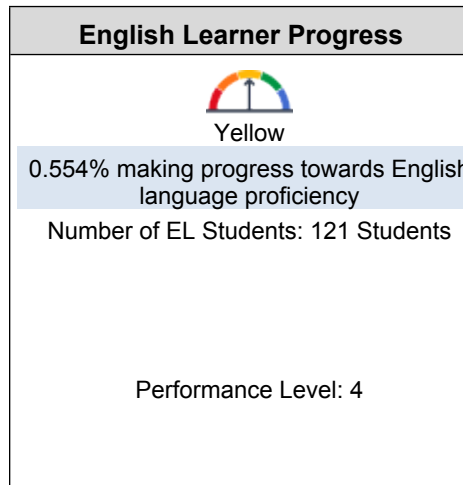 English Learner Progress
Yellow
0.554% making progress towards English
language proficiency
Number of EL Students: 121 Students
Performance Level: 4